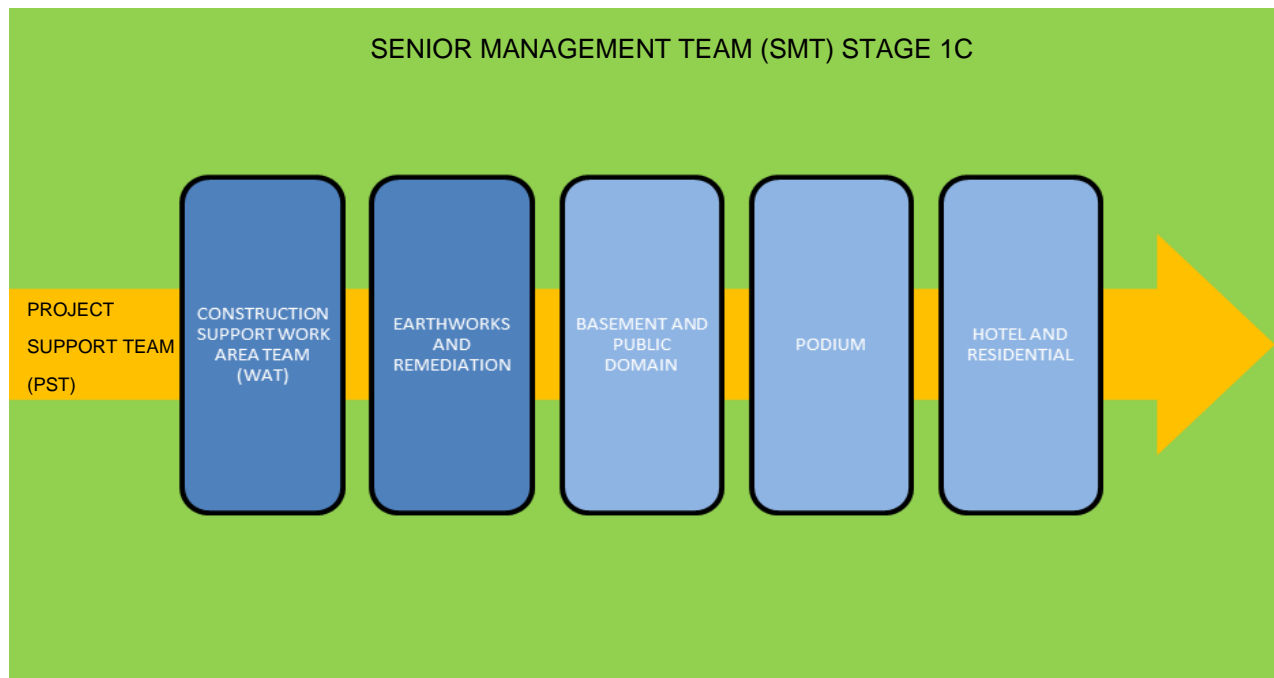 SENIOR MANAGEMENT TEAM (SMT) STAGE 1C
PROJECT
SUPPORT TEAM
(PST)
CONSTRUCTION
SUPPORT WORK
AREA TEAM
(WAT)
EARTHWORKS
AND
REMEDIATION
BASEMENT AND
PUBLIC
DOMAIN
PODIUM
HOTEL AND
RESIDENTIAL